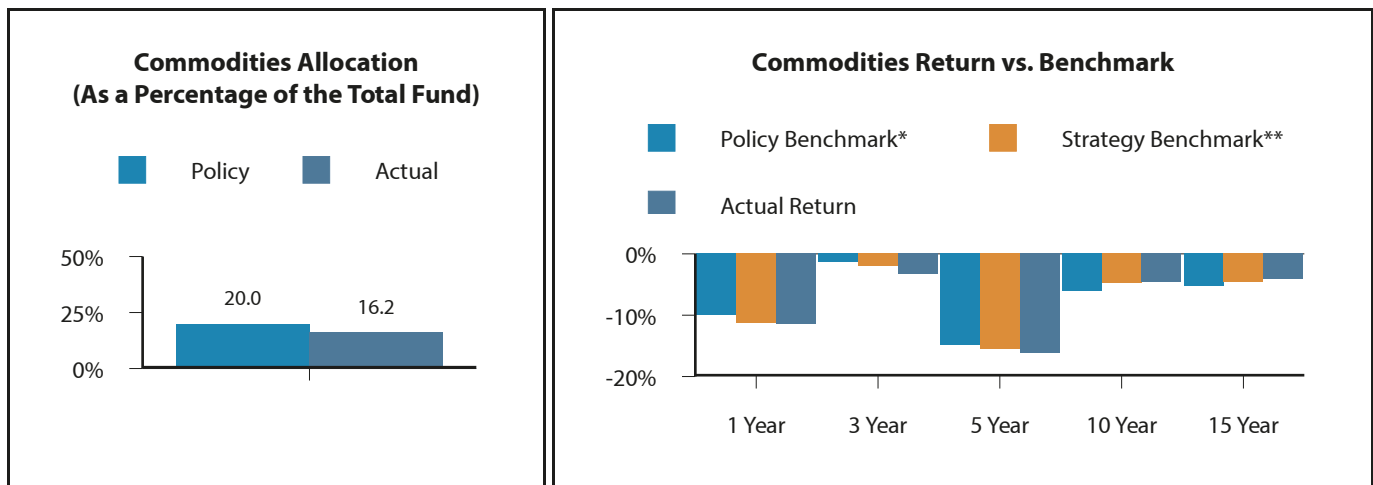 Commodities Allocation
(As a Percentage of the Total Fund)
Policy Actual
50%
25%
0%
20.0
16.2
Commodities Return vs. Benchmark
Policy Benchmark* Strategy Benchmark**
Actual Return
0%
-10%
-20%
1 Year 3 Year 5 Year 10 Year 15 Year